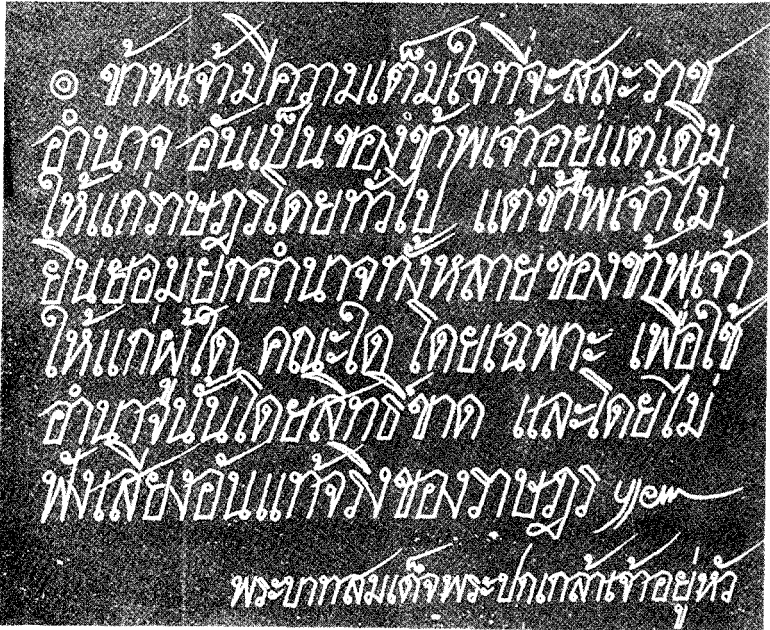 ๏ ข้าพเจ้ามีความเต็มใจที่จะสละราช
อำนาจ อันเป็นของข้าพเจ้าอยู่แต่เดิม
ให้แก่ราษฎรโดยทั่วไป แต่ข้าพเจ้าไม่
ยินยอมยกอำนาจทั้งหลายของข้าพเจ้า
ให้แก่ผู้ใด คณะใด โดยเฉพาะ เพื่อใช้
อำนาจนั้นโดยสิทธิขาด และโดยไม่
ฟังเสียงอันแท้จริงของราษฎร
พระบาทสมเด็จพระปกเกล้าเจ้าอยู่หัว